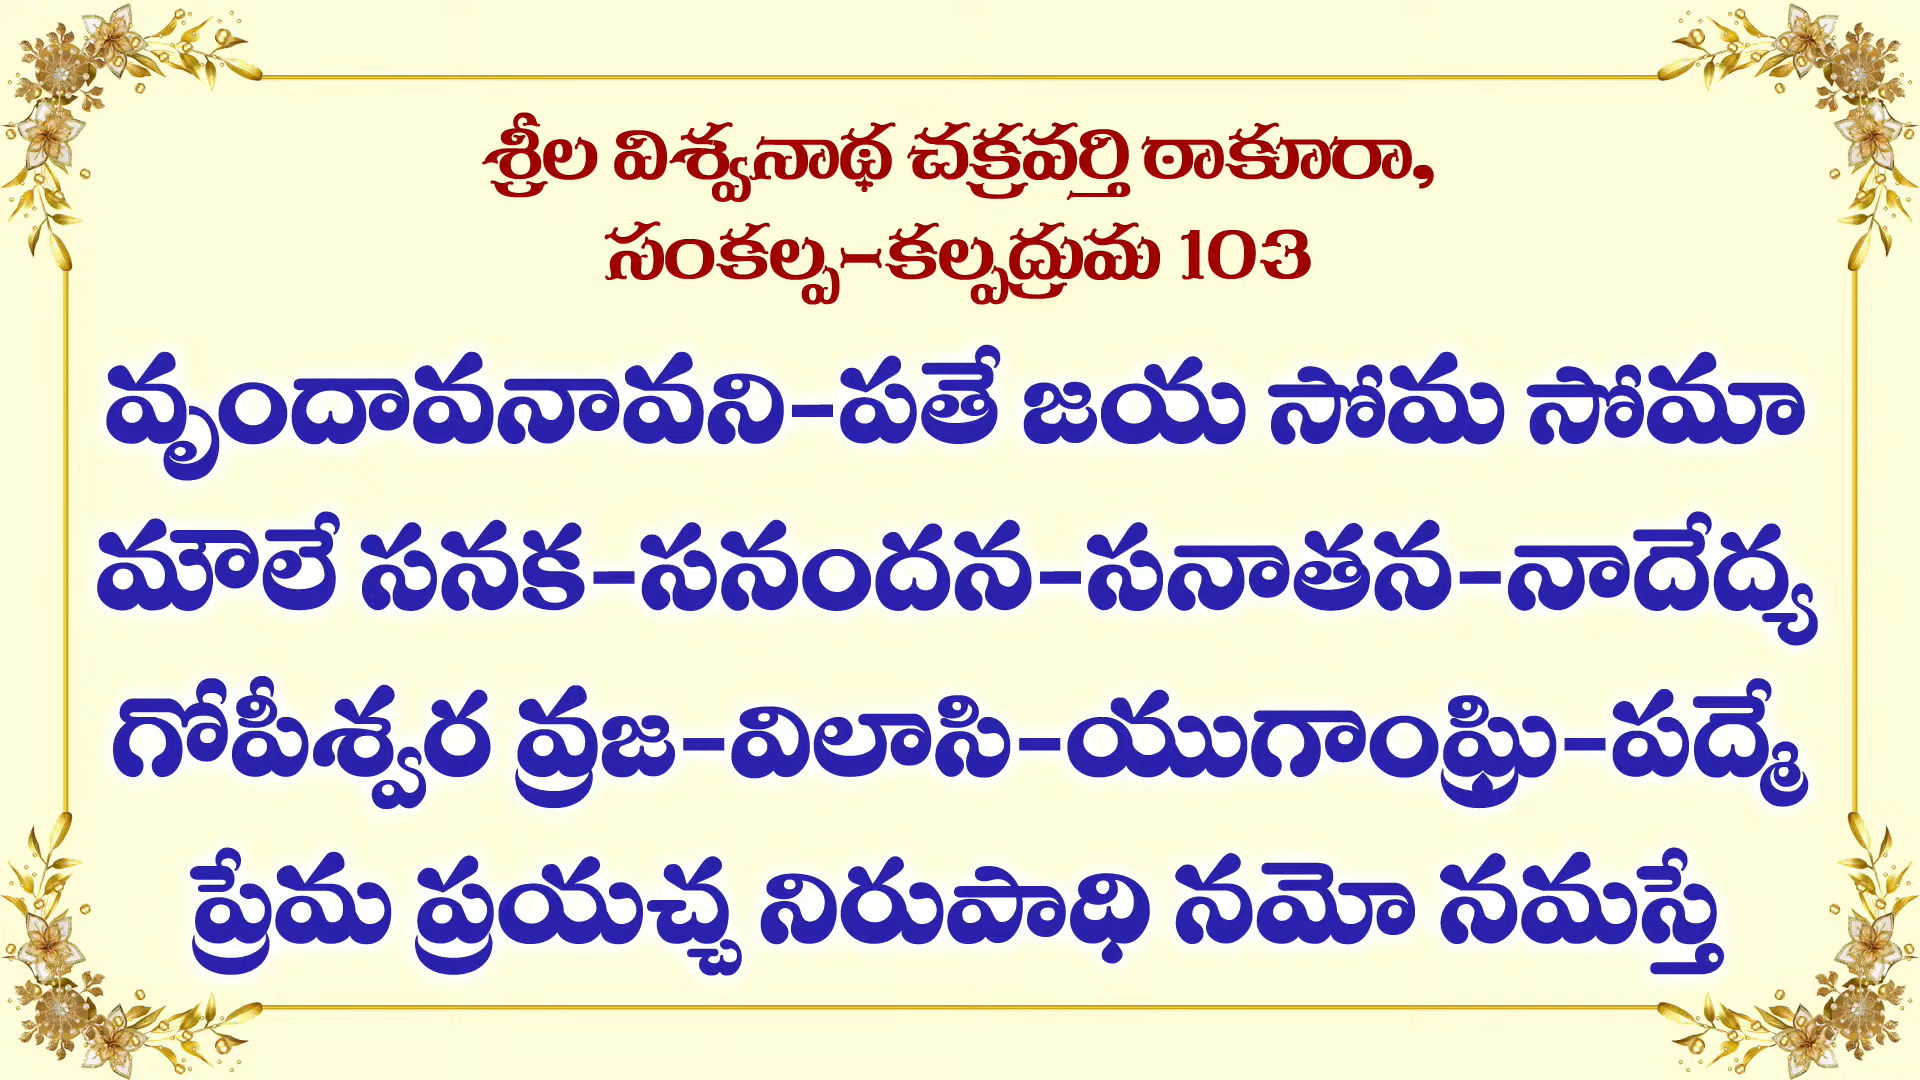 శ్రీల విశ్వనాథ చక్రవర్తి ఠాకూరా,
సంకల్ప-కల్పద్రుమ 103
వృందావనావని-పతే జయ సోమ సోమా
మౌలే సనక-సనందన-సనాతన-నాదేద్య
గోపీశ్వర వ్రజ-విలాసి-యుగాంఘ్రి-పద్మే
ప్రేమ ప్రయచ్చ నిరుపాధి నమో నమస్తే